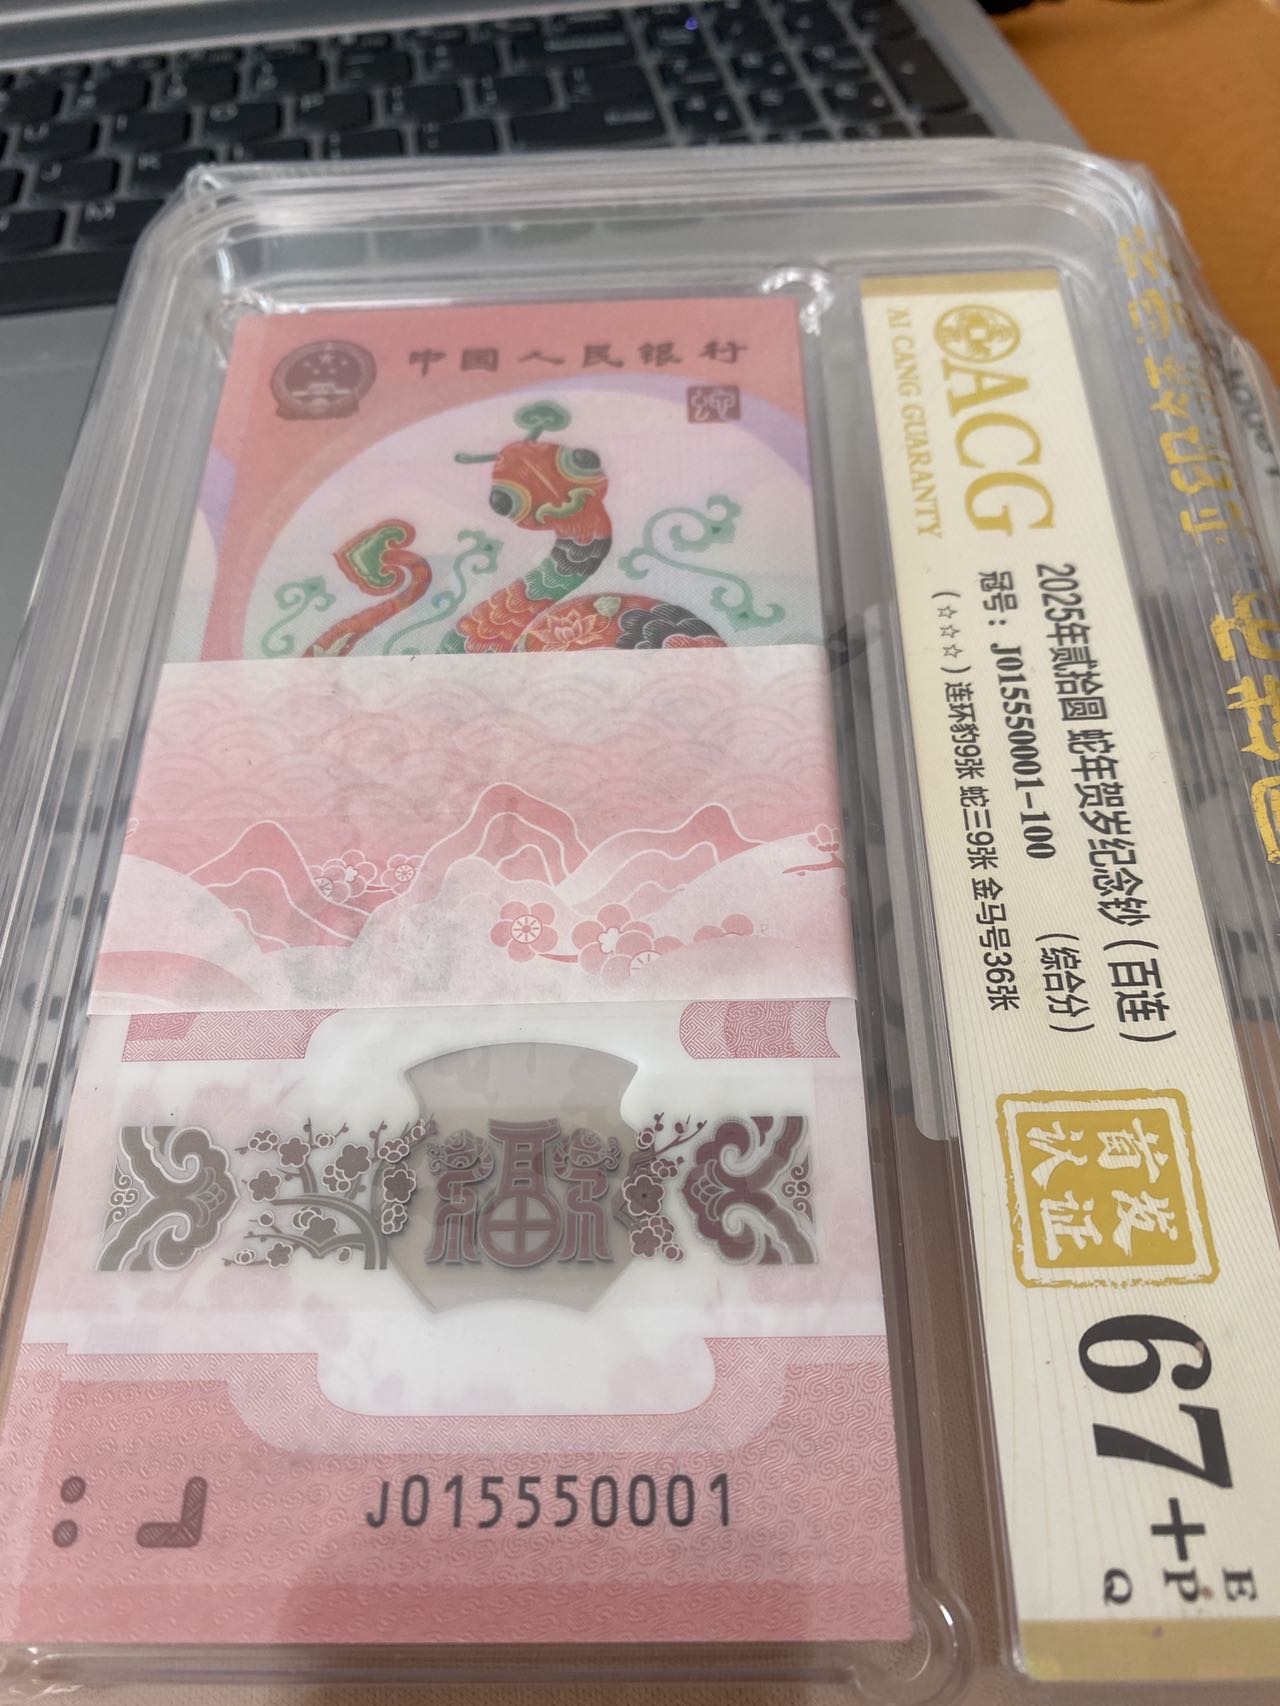 中国人民银行
J015550001
ACG
AI CANG GUARANTY
2025年贰拾圆 蛇年贺岁纪念钞（百连）
冠号：J015550001-100 （综合分）
（☆☆☆）连环豹9张 蛇三9张 金马号36张
首发
认证
67+
E
P
Q